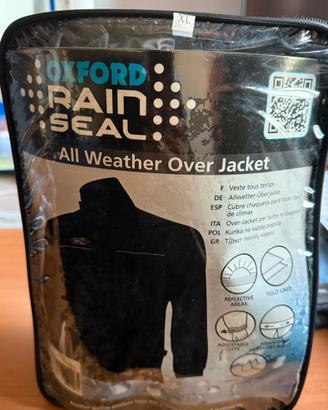 XL
OXFORD
RAIN
SEAL
All Weather Over Jacket
F Veste tous temps
DE Allwetter-Überjacke
ESP Cubre chaqueta para todo tipo
de climas
ITA Over-Jacket per tutte le stagioni
POL Kurtka na każdą pogodę
GR
REFLECTIVE
AREAS
FULLY LINED
ADJUSTABLE
CUFFS